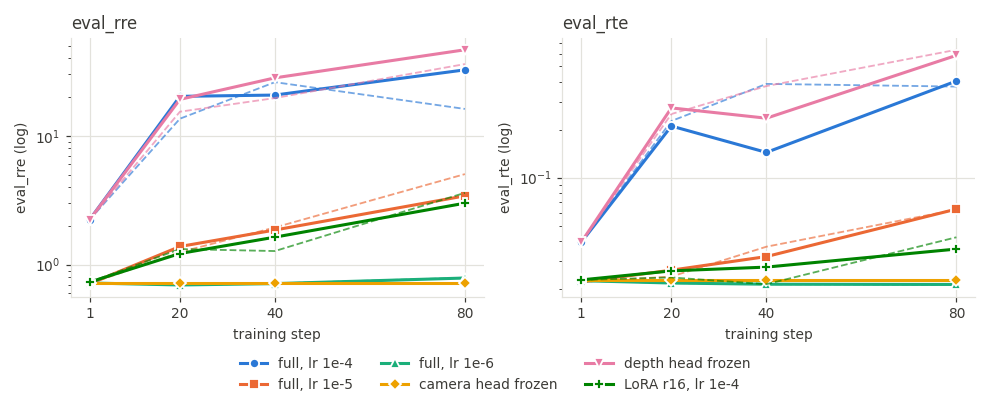 eval_rre
eval_rte
eval_rre (log)
10¹
10⁰
1
20
40
80
training step
eval_rte (log)
10⁻¹
1
20
40
80
training step
full, lr 1e-4
full, lr 1e-6
depth head frozen
full, lr 1e-5
camera head frozen
LoRA r16, lr 1e-4